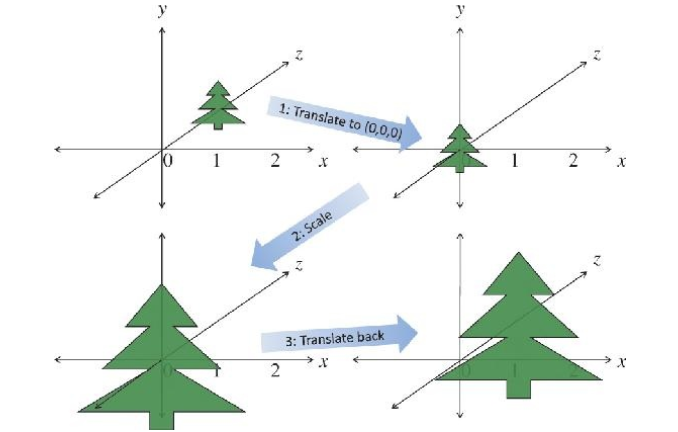 y
z
0 1 2 x
1: Translate to (0,0,0)
y
z
1 2 x
2: Scale
z
0 1 2 x
3: Translate back
z
0 2 x